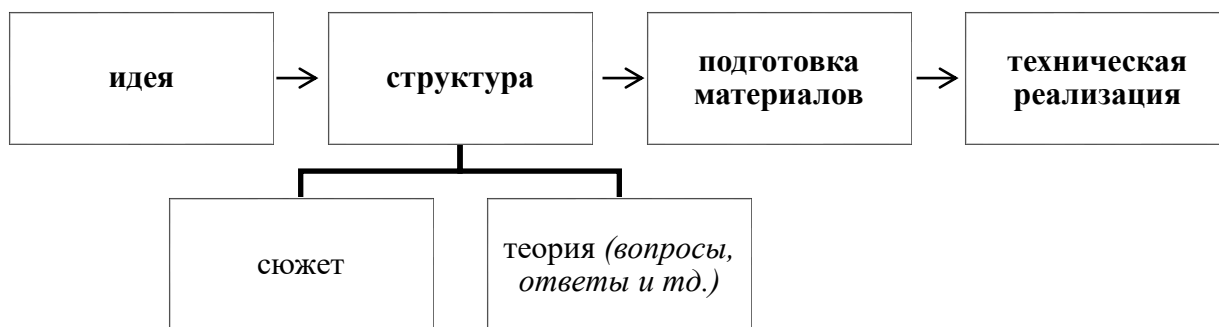 идея
структура
подготовка
материалов
техническая
реализация
сюжет
теория (вопросы,
ответы и тд.)